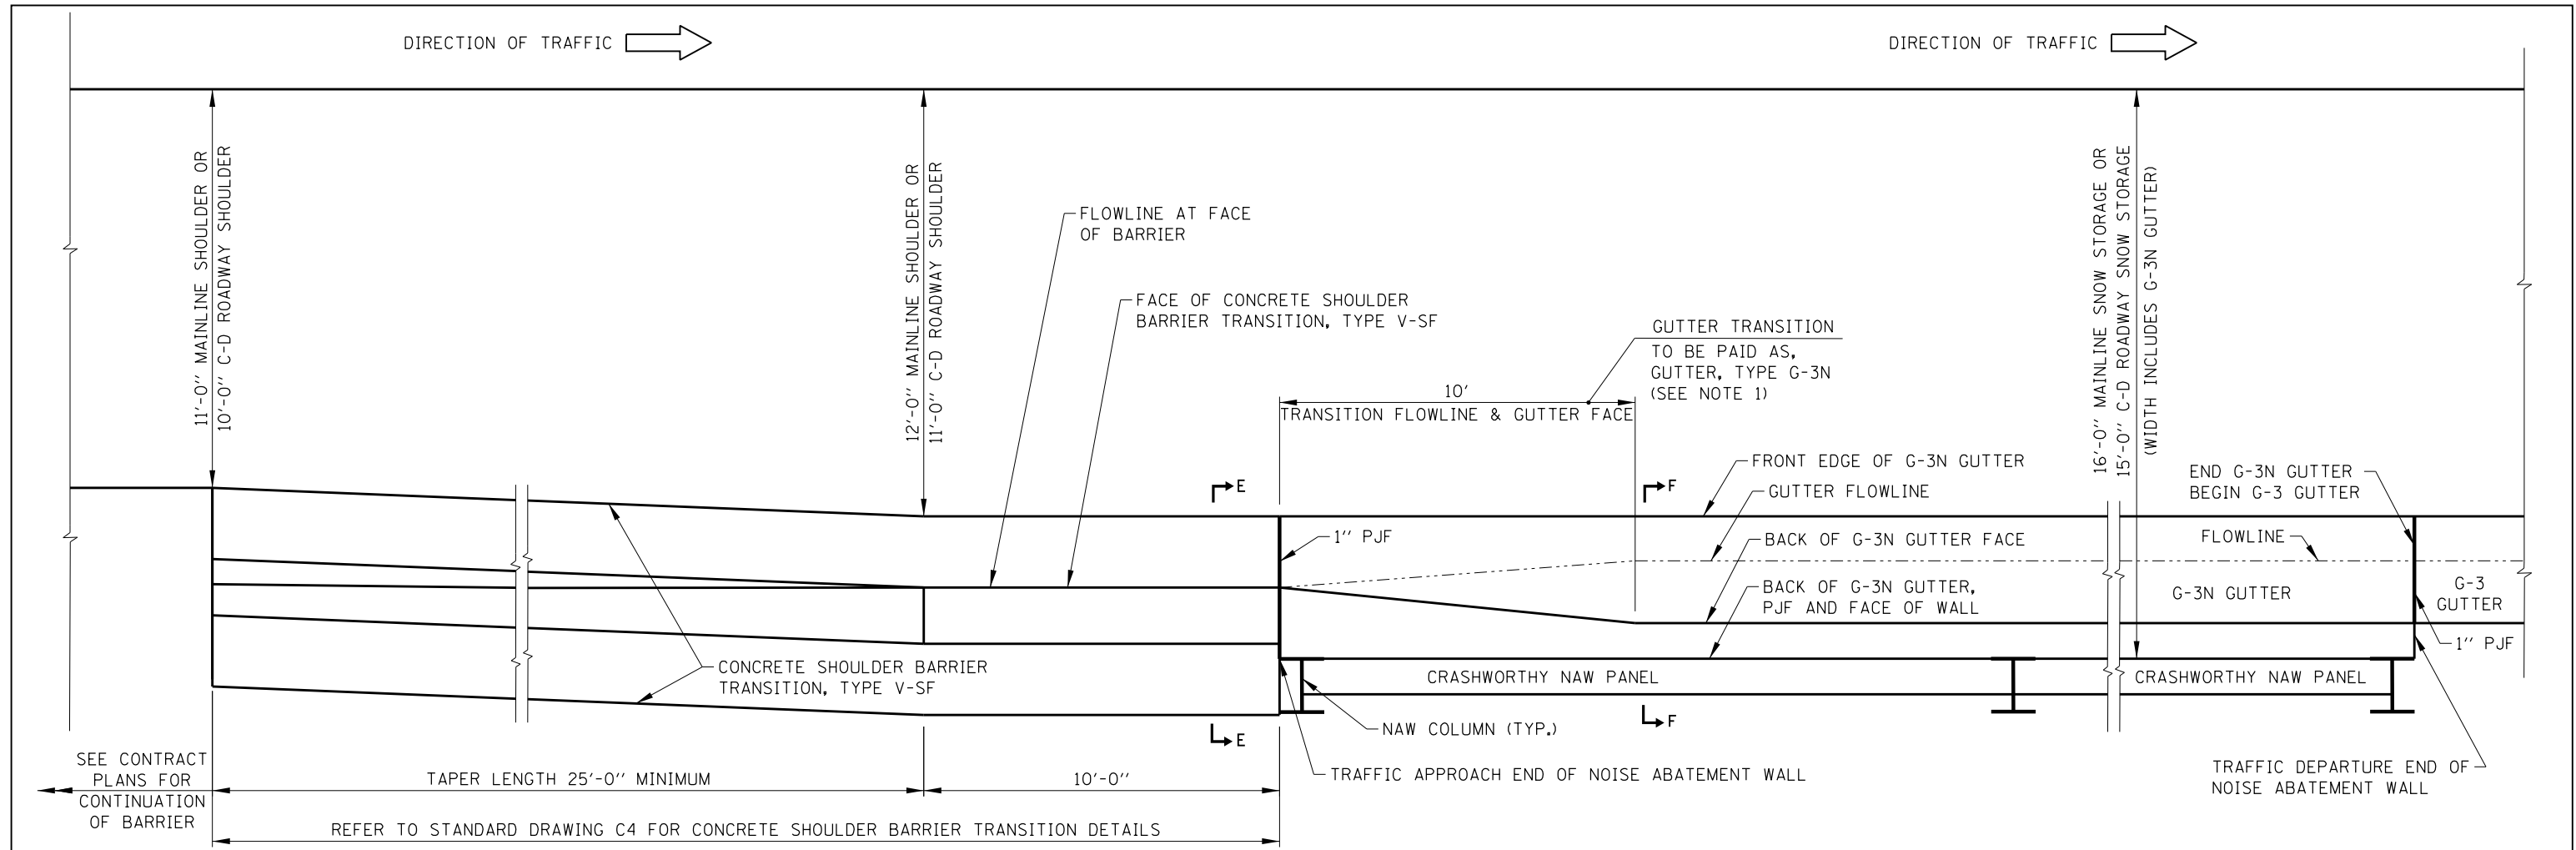 DIRECTION OF TRAFFIC
DIRECTION OF TRAFFIC
11'-0'' MAINLINE SHOULDER OR
10'-0'' C-D ROADWAY SHOULDER
12'-0'' MAINLINE SHOULDER OR
11'-0'' C-D ROADWAY SHOULDER
FLOWLINE AT FACE
OF BARRIER
FACE OF CONCRETE SHOULDER
BARRIER TRANSITION, TYPE V-SF
GUTTER TRANSITION
TO BE PAID AS,
GUTTER, TYPE G-3N
(SEE NOTE 1)
10'
TRANSITION FLOWLINE & GUTTER FACE
16'-0'' MAINLINE SNOW STORAGE OR
15'-0'' C-D ROADWAY SNOW STORAGE
(WIDTH INCLUDES G-3N GUTTER)
FRONT EDGE OF G-3N GUTTER
GUTTER FLOWLINE
END G-3N GUTTER
BEGIN G-3 GUTTER
E
F
1'' PJF
BACK OF G-3N GUTTER FACE
FLOWLINE
BACK OF G-3N GUTTER,
PJF AND FACE OF WALL
G-3N GUTTER
G-3
GUTTER
1'' PJF
CONCRETE SHOULDER BARRIER
TRANSITION, TYPE V-SF
CRASHWORTHY NAW PANEL
CRASHWORTHY NAW PANEL
E
F
NAW COLUMN (TYP.)
SEE CONTRACT
PLANS FOR
CONTINUATION
OF BARRIER
TAPER LENGTH 25'-0'' MINIMUM
10'-0''
TRAFFIC APPROACH END OF NOISE ABATEMENT WALL
TRAFFIC DEPARTURE END OF
NOISE ABATEMENT WALL
REFER TO STANDARD DRAWING C4 FOR CONCRETE SHOULDER BARRIER TRANSITION DETAILS